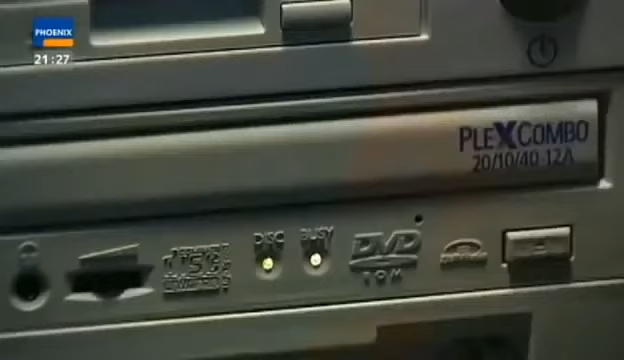 PHOENIX
21:27
PLEXCOMBO
20/10/40-12A
DISC
BUSY
DVD
ROM